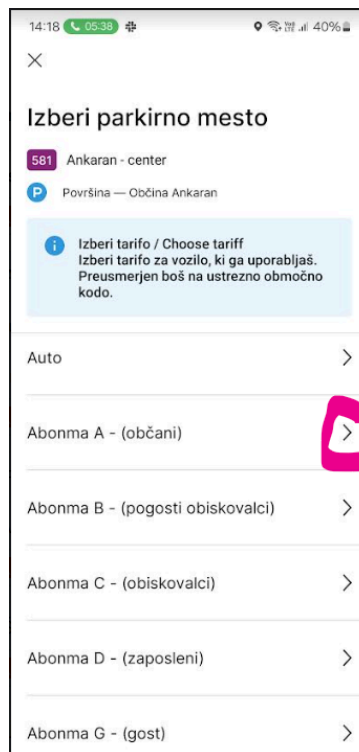 14:18 05:38 40%
Izberi parkirno mesto
581 Ankaran - center
P Površina — Občina Ankaran
Izberi tarifo / Choose tariff
Izberi tarifo za vozilo, ki ga uporabljaš.
Preusmerjen boš na ustrezno območno
kodo.
Auto
Abonma A - (občani)
Abonma B - (pogosti obiskovalci)
Abonma C - (obiskovalci)
Abonma D - (zaposleni)
Abonma G - (gost)